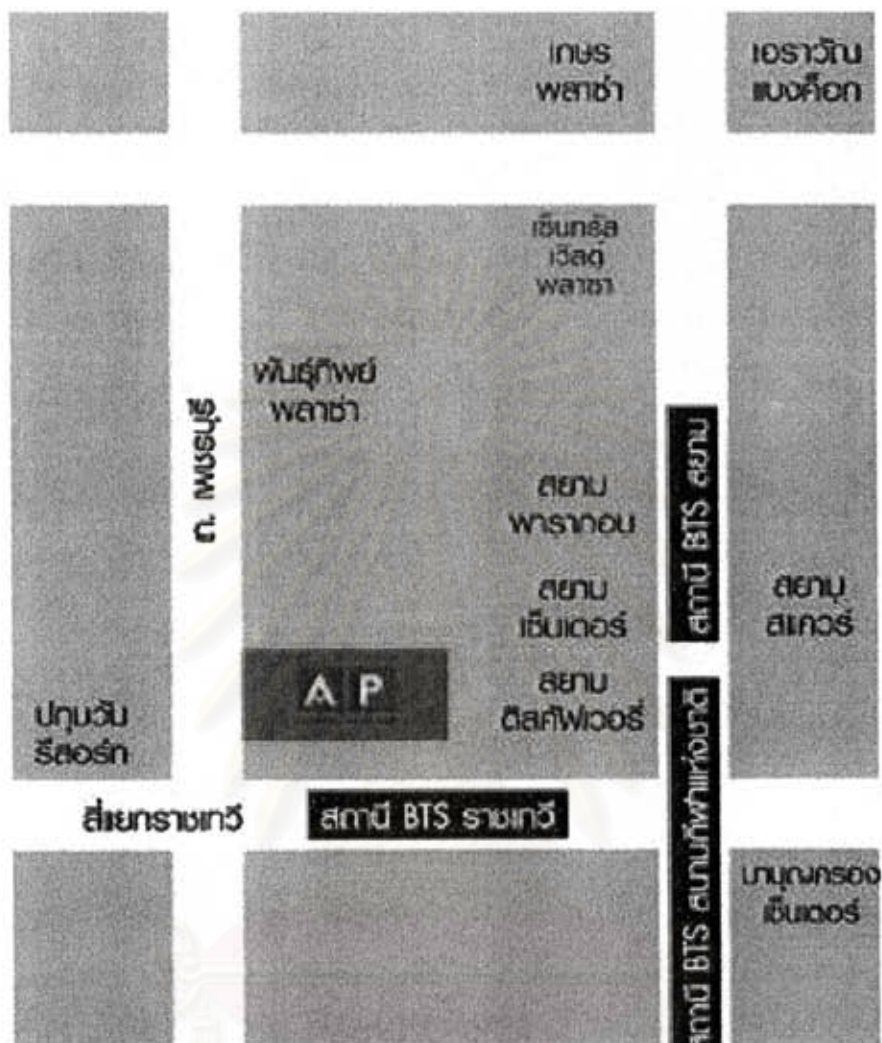 เกษร
พลาซ่า
เอราวัณ
แบงค็อก
เซ็นทรัล
เวิลด์
พลาซา
พันธุ์ทิพย์
พลาซ่า
ถ. เพชรบุรี
สยาม
พารากอน
สถานี BTS สยาม
สยาม
เซ็นเตอร์
สยาม
สแควร์
AP
สยาม
ดิสคัฟเวอรี่
ปทุมวัน
รีสอร์ท
สี่แยกราชเทวี
สถานี BTS ราชเทวี
สถานี BTS สนามกีฬาแห่งชาติ
มาบุญครอง
เซ็นเตอร์